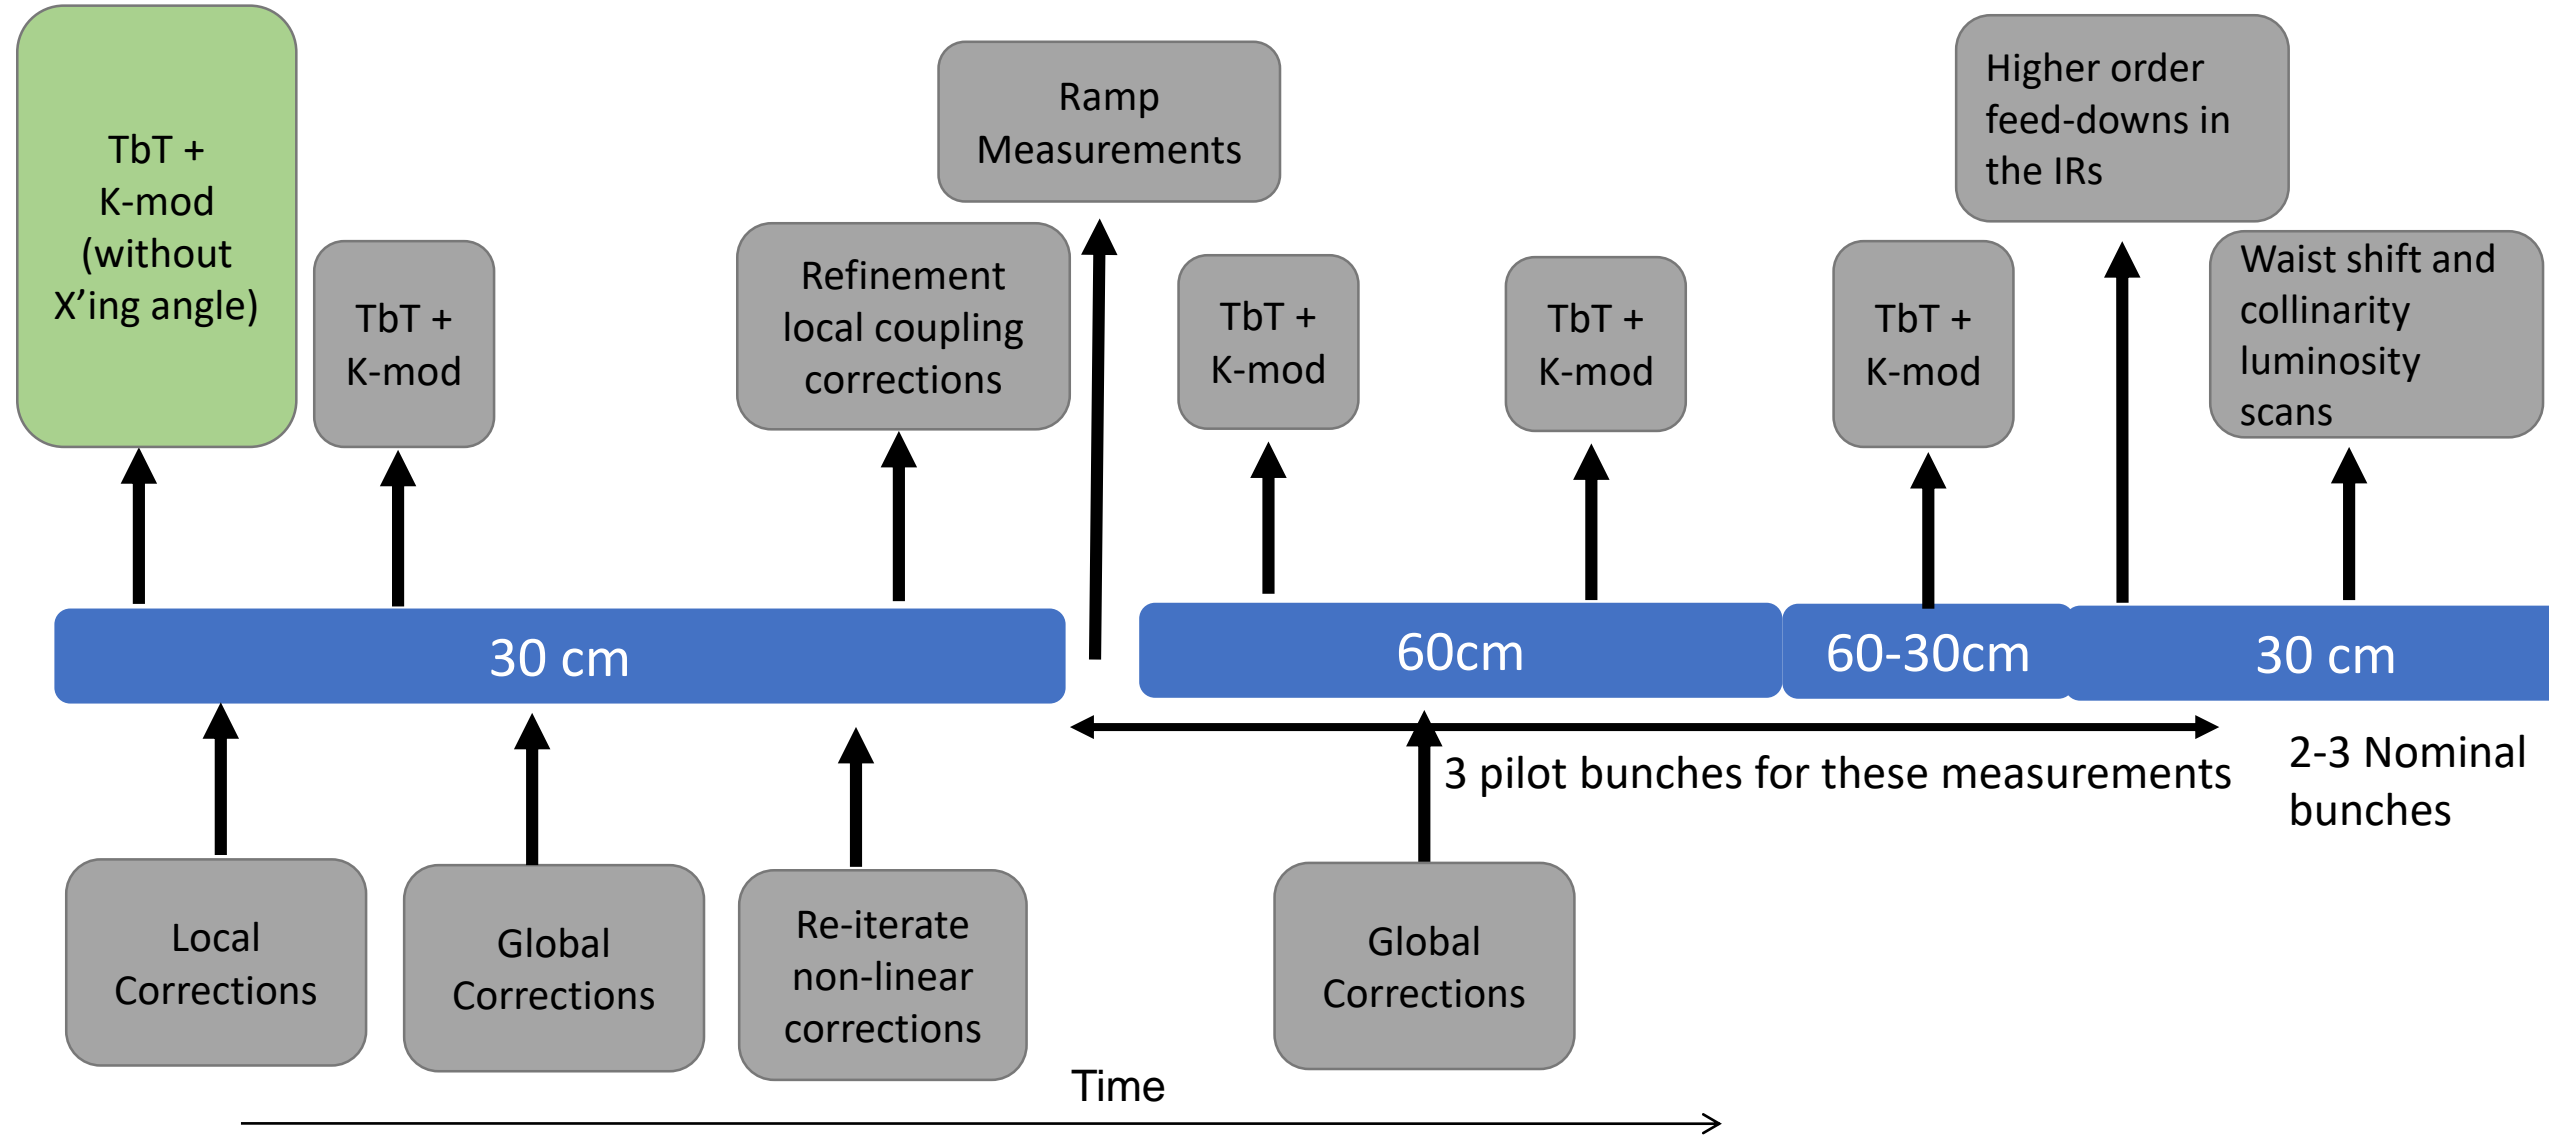 TbT +
K-mod
(without
X’ing angle)
TbT +
K-mod
Refinement
local coupling
corrections
Ramp
Measurements
TbT +
K-mod
TbT +
K-mod
TbT +
K-mod
Higher order
feed-downs in
the IRs
Waist shift and
collinarity
luminosity
scans
30 cm
60cm
60-30cm
30 cm
3 pilot bunches for these measurements
2-3 Nominal
bunches
Local
Corrections
Global
Corrections
Re-iterate
non-linear
corrections
Global
Corrections
Time